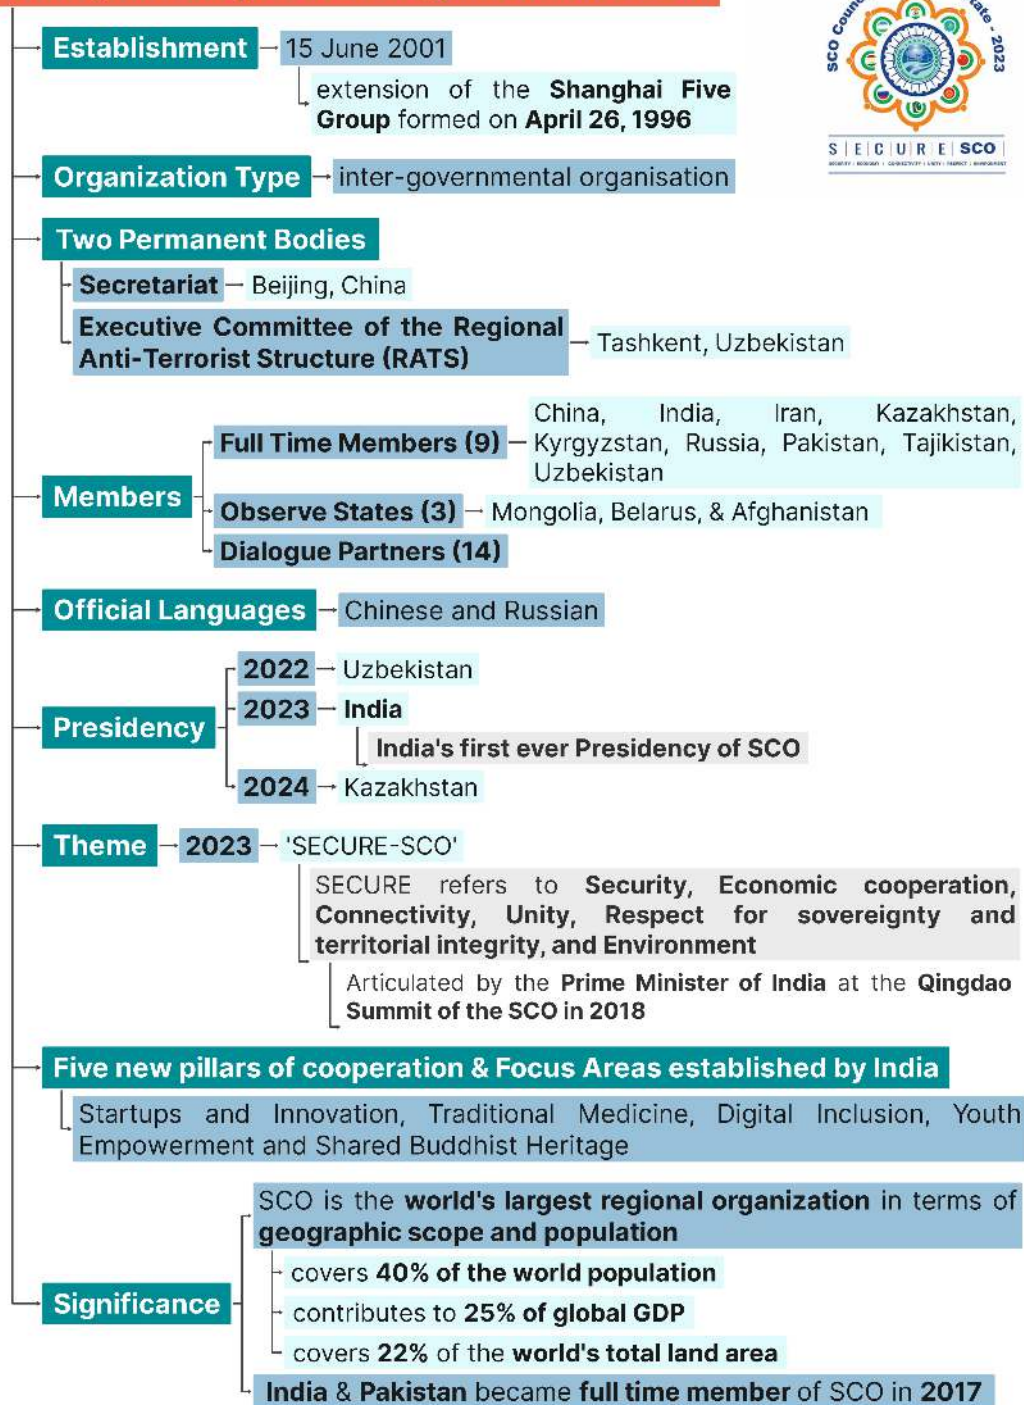 SCO Counc
ate - 2023
S|E|C|U|R|E|SCO
Establishment
15 June 2001
extension of the Shanghai Five
Group formed on April 26, 1996
Organization Type
inter-governmental organisation
Two Permanent Bodies
Secretariat
Beijing, China
Executive Committee of the Regional
Anti-Terrorist Structure (RATS)
Tashkent, Uzbekistan
Members
Full Time Members (9)
China, India, Iran, Kazakhstan,
Kyrgyzstan, Russia, Pakistan, Tajikistan,
Uzbekistan
Observe States (3)
Mongolia, Belarus, & Afghanistan
Dialogue Partners (14)
Official Languages
Chinese and Russian
Presidency
2022
Uzbekistan
2023
India
India's first ever Presidency of SCO
2024
Kazakhstan
Theme
2023
'SECURE-SCO'
SECURE refers to Security, Economic cooperation,
Connectivity, Unity, Respect for sovereignty and
territorial integrity, and Environment
Articulated by the Prime Minister of India at the Qingdao
Summit of the SCO in 2018
Five new pillars of cooperation & Focus Areas established by India
Startups and Innovation, Traditional Medicine, Digital Inclusion, Youth
Empowerment and Shared Buddhist Heritage
Significance
SCO is the world's largest regional organization in terms of
geographic scope and population
covers 40% of the world population
contributes to 25% of global GDP
covers 22% of the world's total land area
India & Pakistan became full time member of SCO in 2017